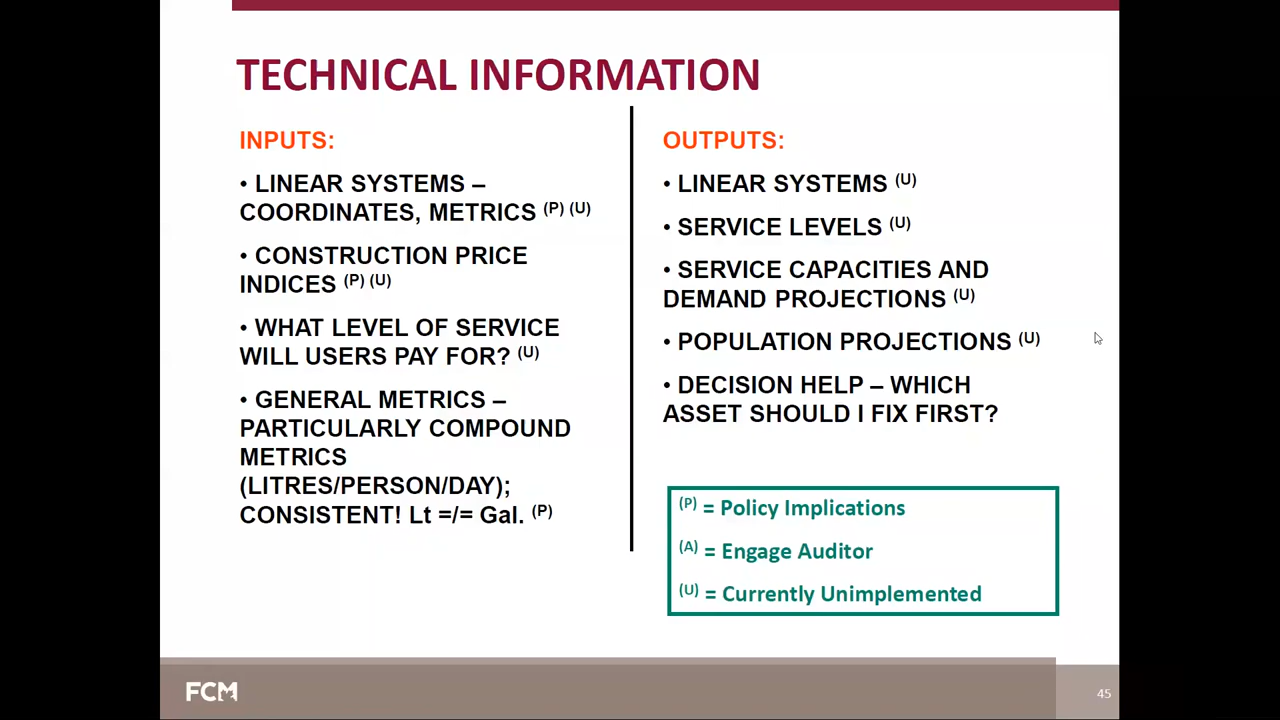 TECHNICAL INFORMATION
INPUTS:
• LINEAR SYSTEMS –
COORDINATES, METRICS (P) (U)
• CONSTRUCTION PRICE
INDICES (P) (U)
• WHAT LEVEL OF SERVICE
WILL USERS PAY FOR? (U)
• GENERAL METRICS –
PARTICULARLY COMPOUND
METRICS
(LITRES/PERSON/DAY);
CONSISTENT! Lt =/= Gal. (P)
OUTPUTS:
• LINEAR SYSTEMS (U)
• SERVICE LEVELS (U)
• SERVICE CAPACITIES AND
DEMAND PROJECTIONS (U)
• POPULATION PROJECTIONS (U)
• DECISION HELP – WHICH
ASSET SHOULD I FIX FIRST?
(P) = Policy Implications
(A) = Engage Auditor
(U) = Currently Unimplemented
FCM
45